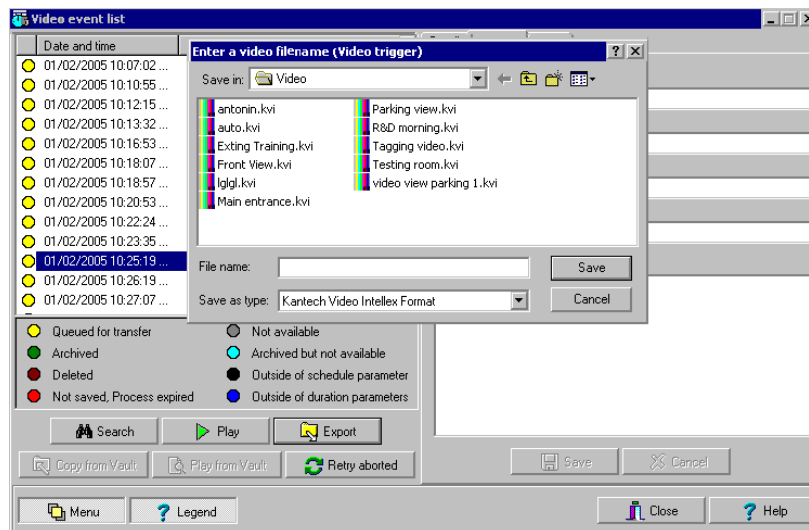 Video event list
Date and time
Enter a video filename (Video trigger)
Save in: Video
01/02/2005 10:07:02 ...
01/02/2005 10:10:55 ...
01/02/2005 10:12:15 ...
01/02/2005 10:13:32 ...
01/02/2005 10:16:53 ...
01/02/2005 10:18:07 ...
01/02/2005 10:18:57 ...
01/02/2005 10:20:53 ...
01/02/2005 10:22:24 ...
01/02/2005 10:23:35 ...
01/02/2005 10:25:19 ...
01/02/2005 10:26:19 ...
01/02/2005 10:27:07 ...
antonin.kvi
auto.kvi
Exting Training.kvi
Front View.kvi
lglgl.kvi
Main entrance.kvi
Parking view.kvi
R&D morning.kvi
Tagging video.kvi
Testing room.kvi
video view parking 1.kvi
File name:
Save
Save as type: Kantech Video Intellex Format
Cancel
Queued for transfer
Not available
Archived
Archived but not available
Deleted
Outside of schedule parameter
Not saved, Process expired
Outside of duration parameters
Search
Play
Export
Copy from Vault
Play from Vault
Retry aborted
Save
Cancel
Menu
Legend
Close
Help